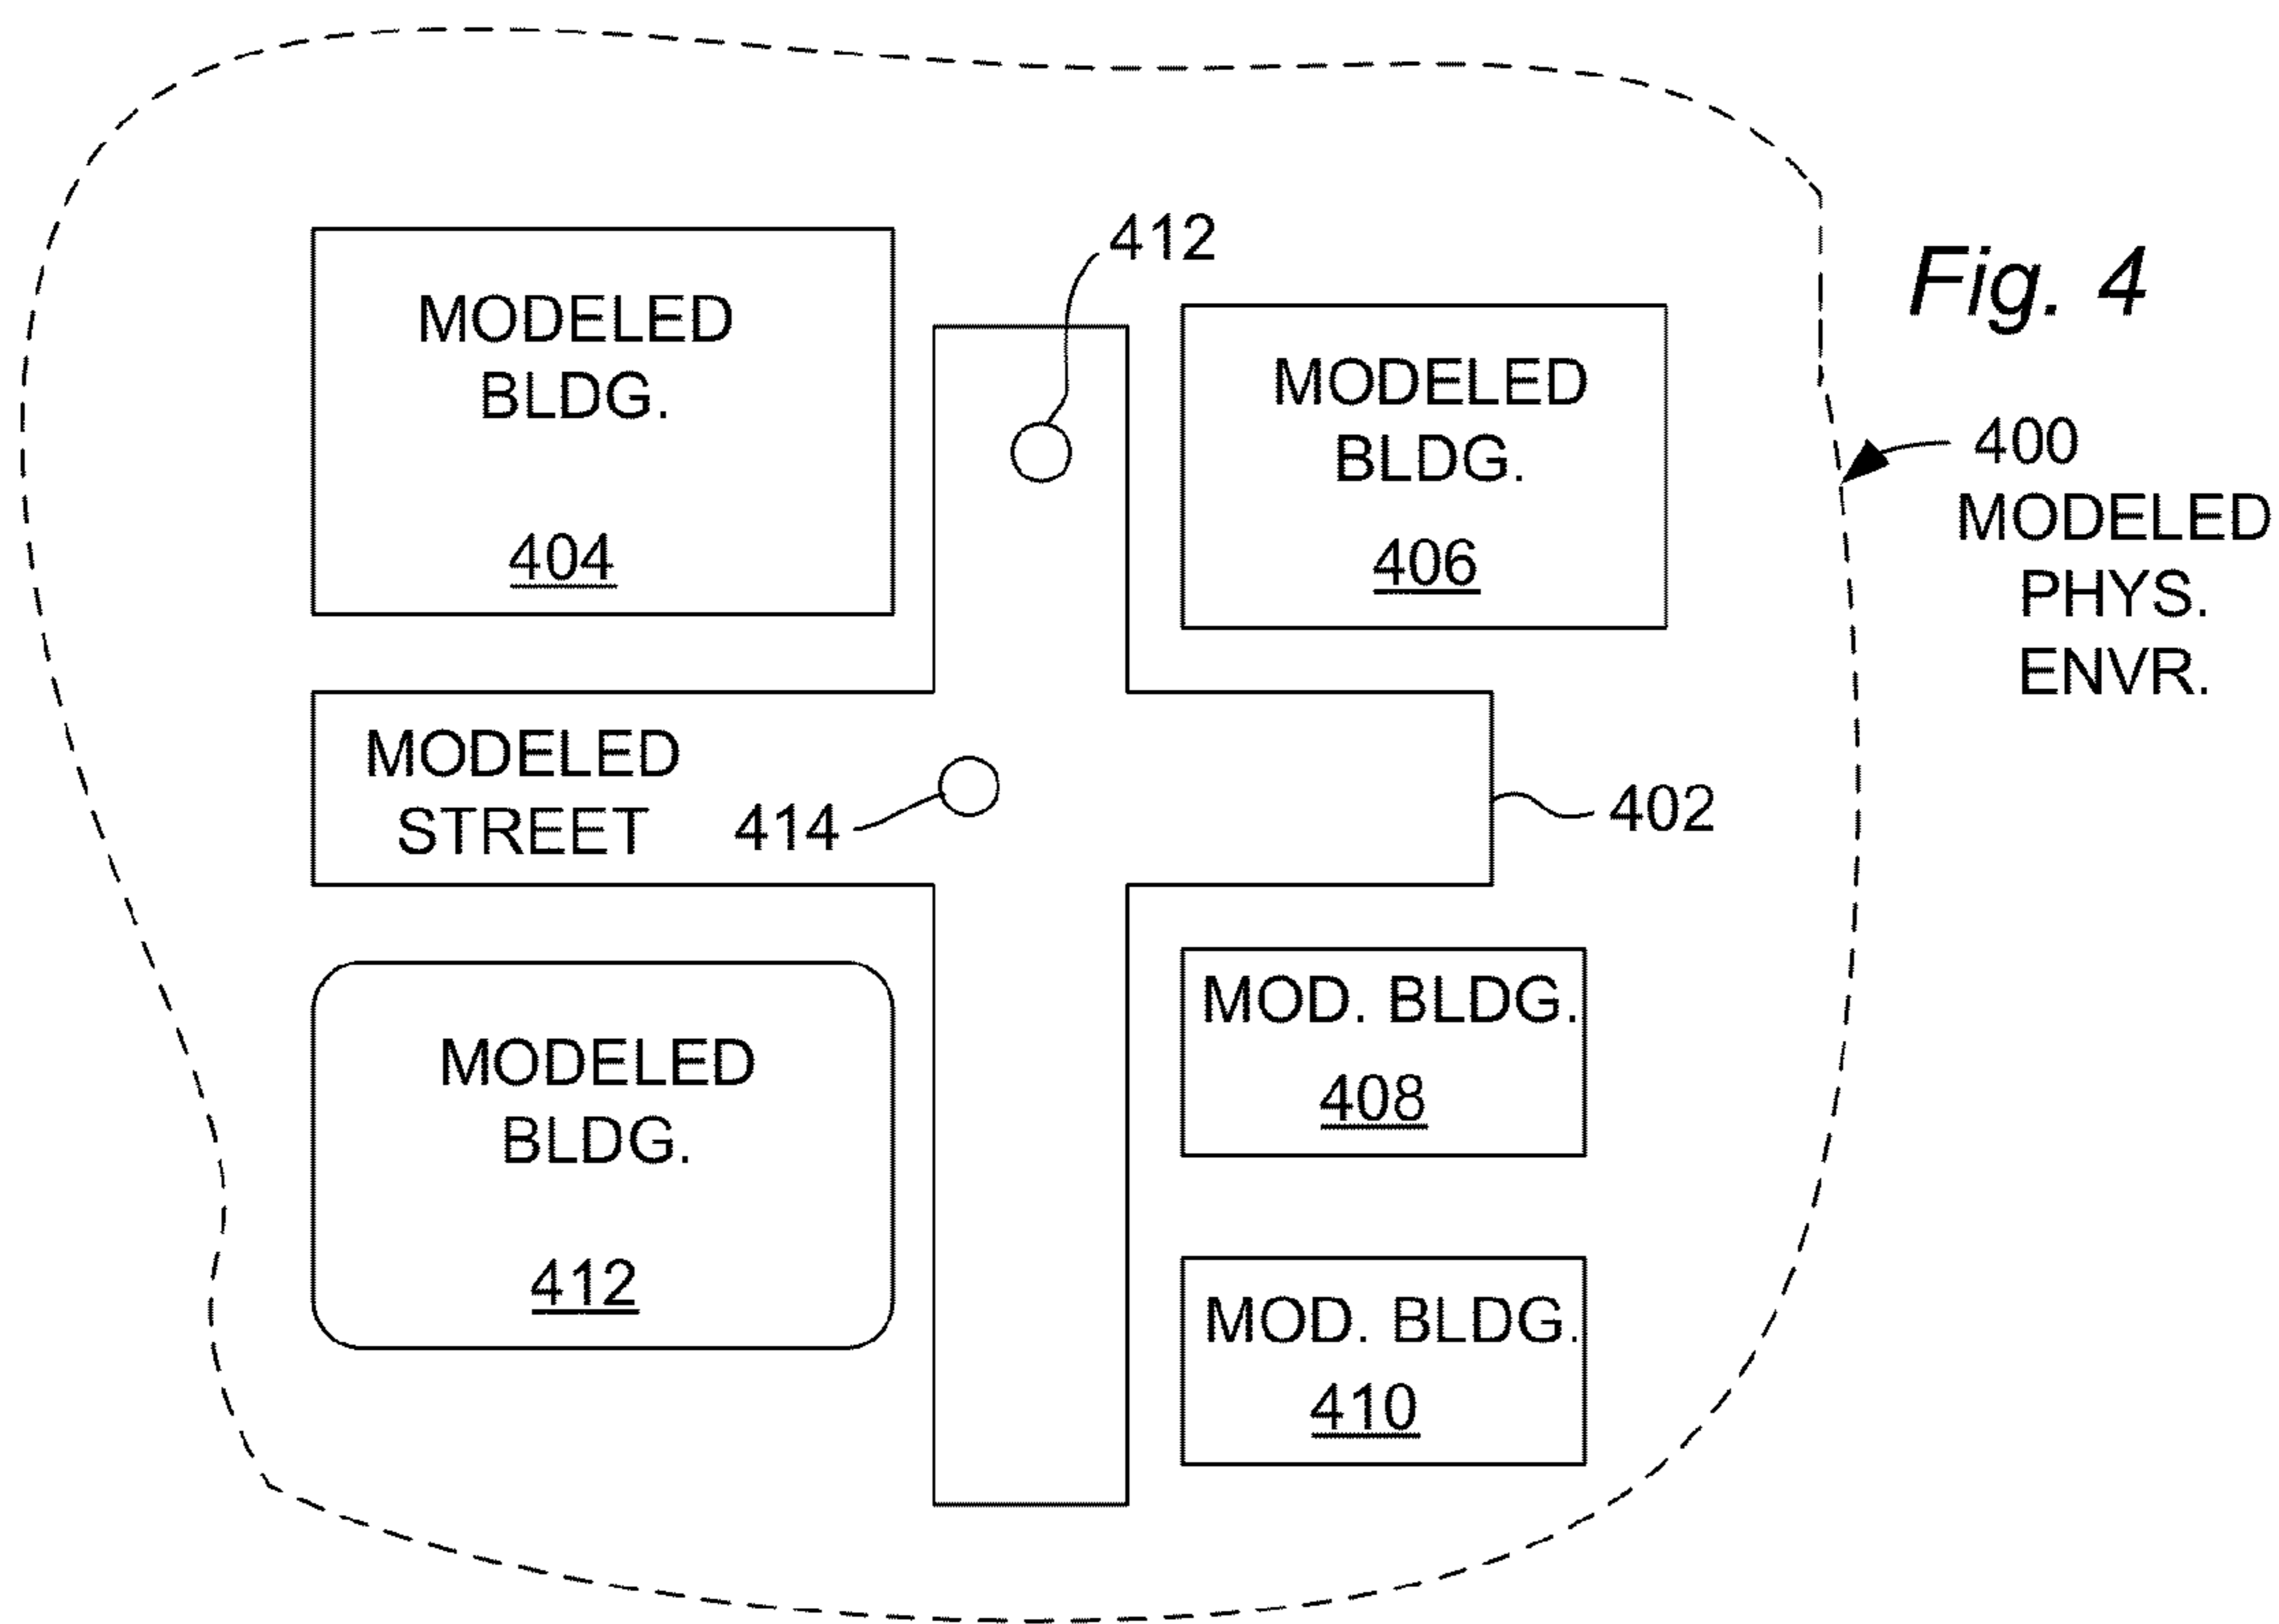 412
Fig. 4
MODELED
BLDG.
404
MODELED
BLDG.
406
400
MODELED
PHYS.
ENVR.
MODELED
STREET
414
402
MODELED
BLDG.
412
MOD. BLDG.
408
MOD. BLDG.
410